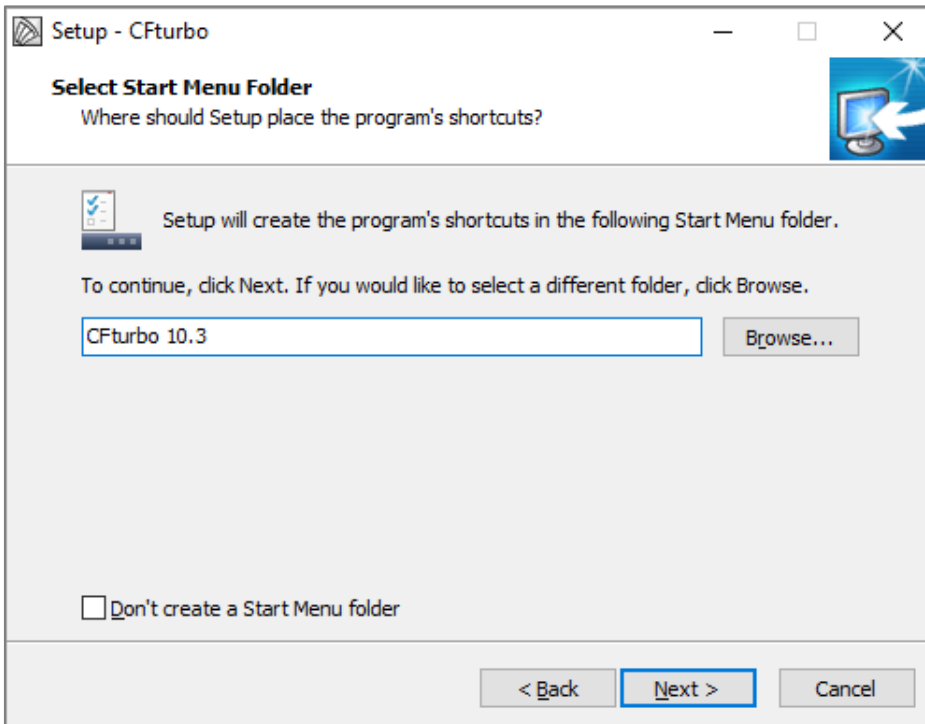 Setup - CFturbo
Select Start Menu Folder
Where should Setup place the program's shortcuts?
Setup will create the program's shortcuts in the following Start Menu folder.
To continue, click Next. If you would like to select a different folder, click Browse.
CFturbo 10.3
Browse...
Don't create a Start Menu folder
< Back
Next >
Cancel